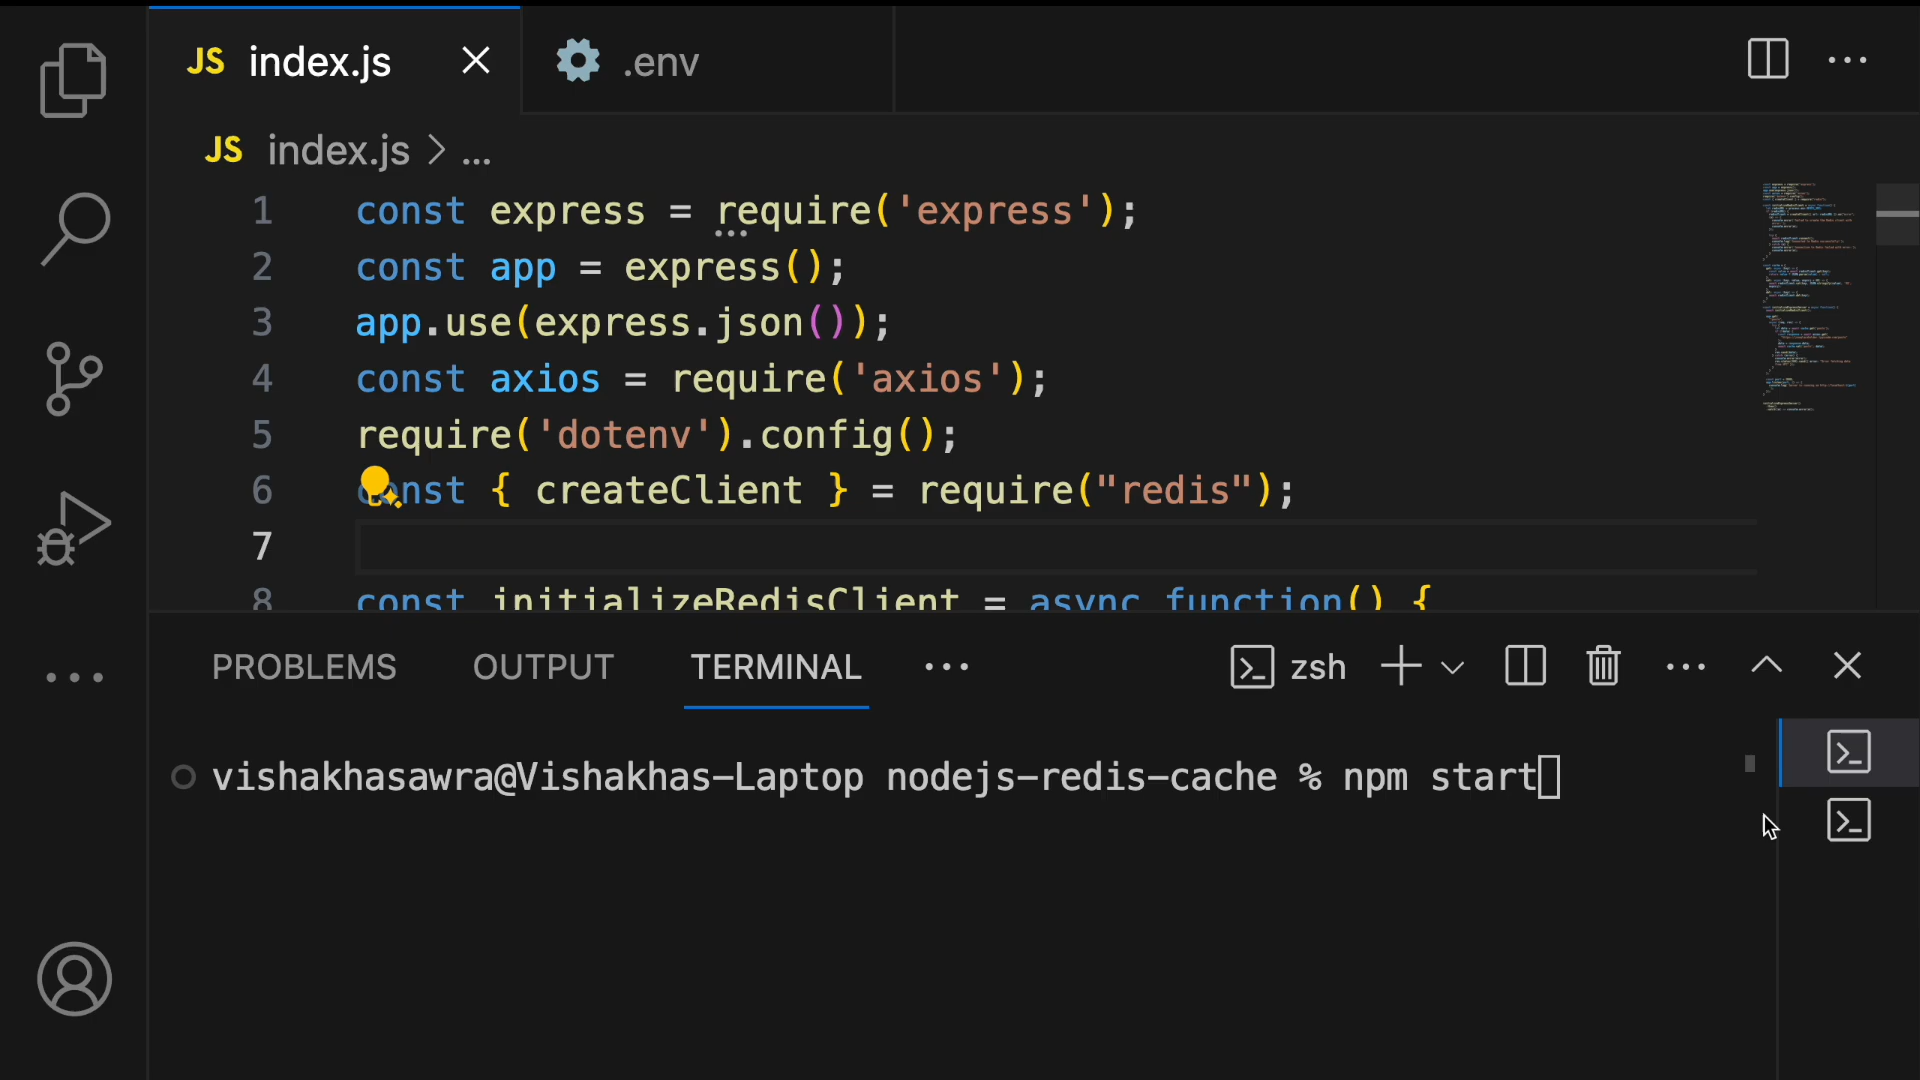 JS index.js
.env
JS index.js > ...
1 const express = require('express');
2 const app = express();
3 app.use(express.json());
4 const axios = require('axios');
5 require('dotenv').config();
6 const { createClient } = require("redis");
7
8 const initializeRedisClient = async function() {
PROBLEMS OUTPUT TERMINAL ... zsh
vishakhasawra@Vishakhas-Laptop nodejs-redis-cache % npm start